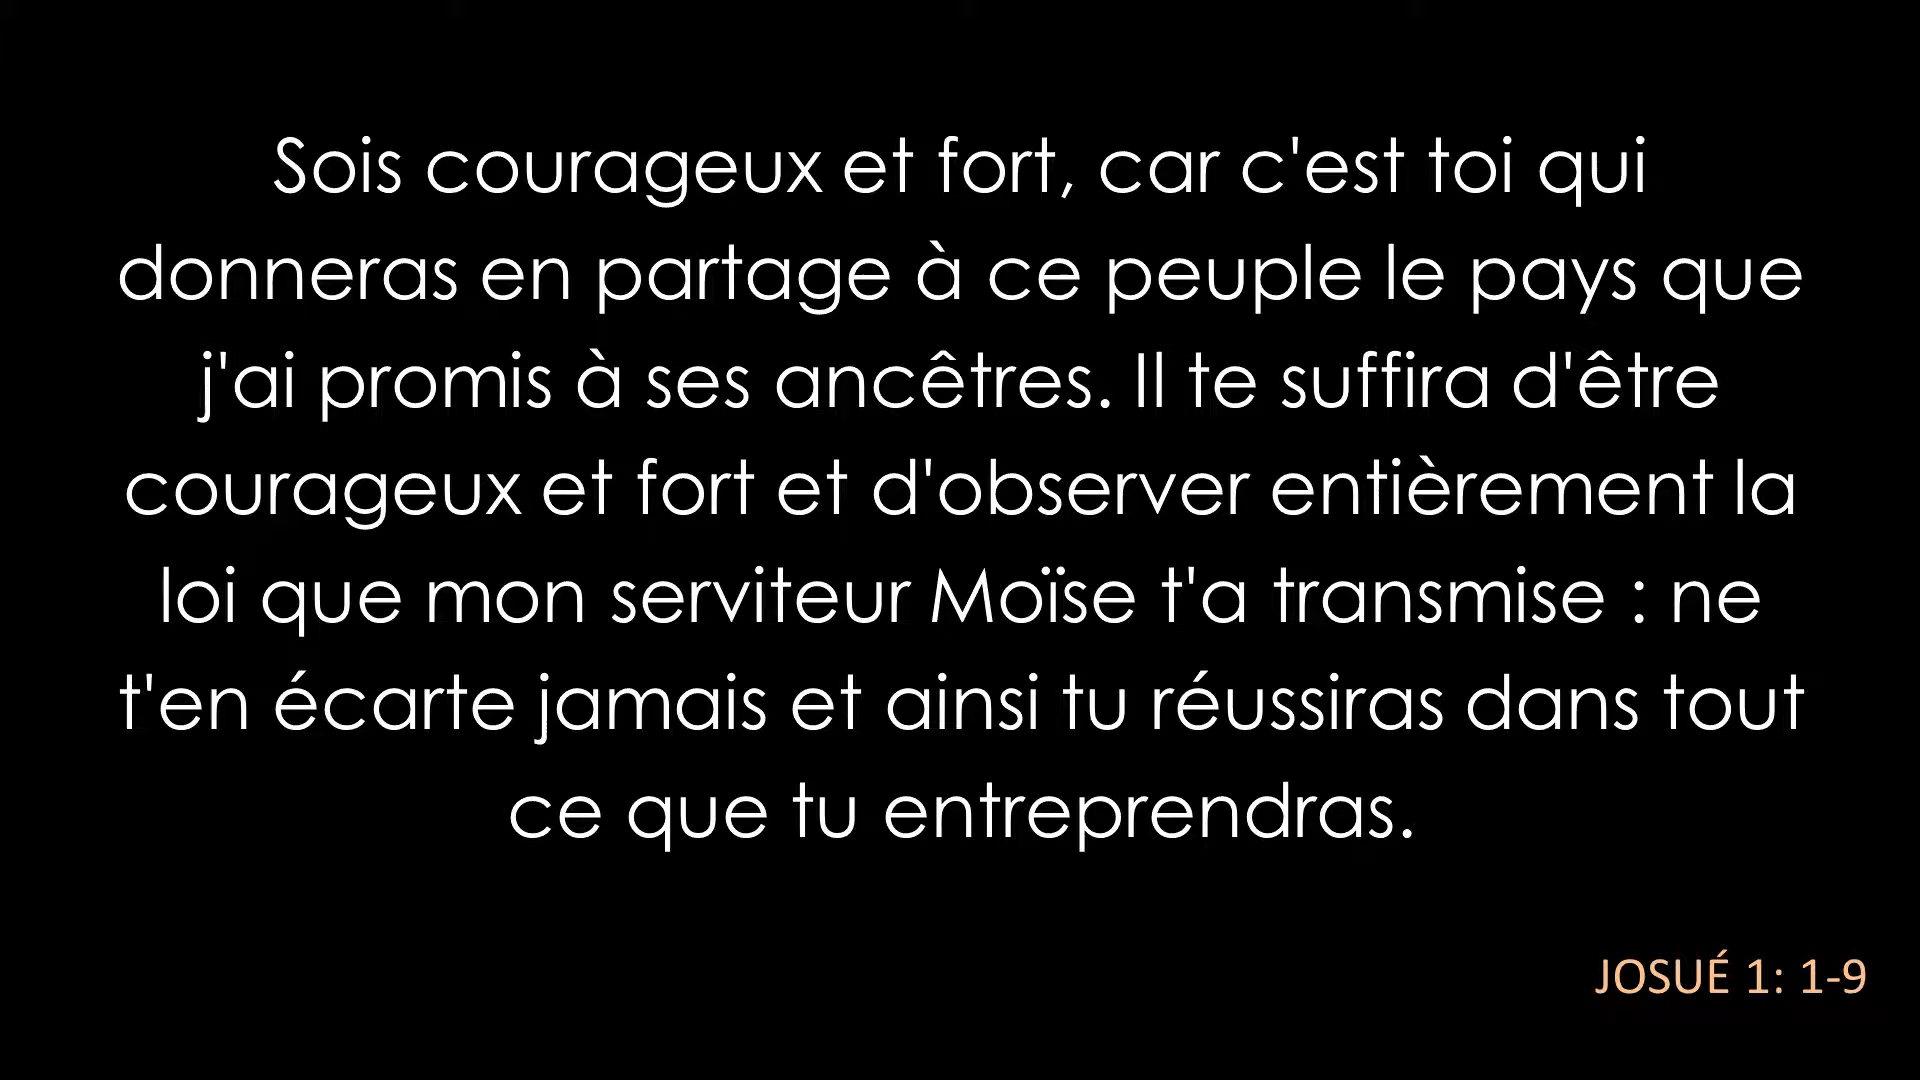 Sois courageux et fort, car c'est toi qui
donneras en partage à ce peuple le pays que
j'ai promis à ses ancêtres. Il te suffira d'être
courageux et fort et d'observer entièrement la
loi que mon serviteur Moïse t'a transmise : ne
t'en écarte jamais et ainsi tu réussiras dans tout
ce que tu entreprendras.
JOSUÉ 1: 1-9